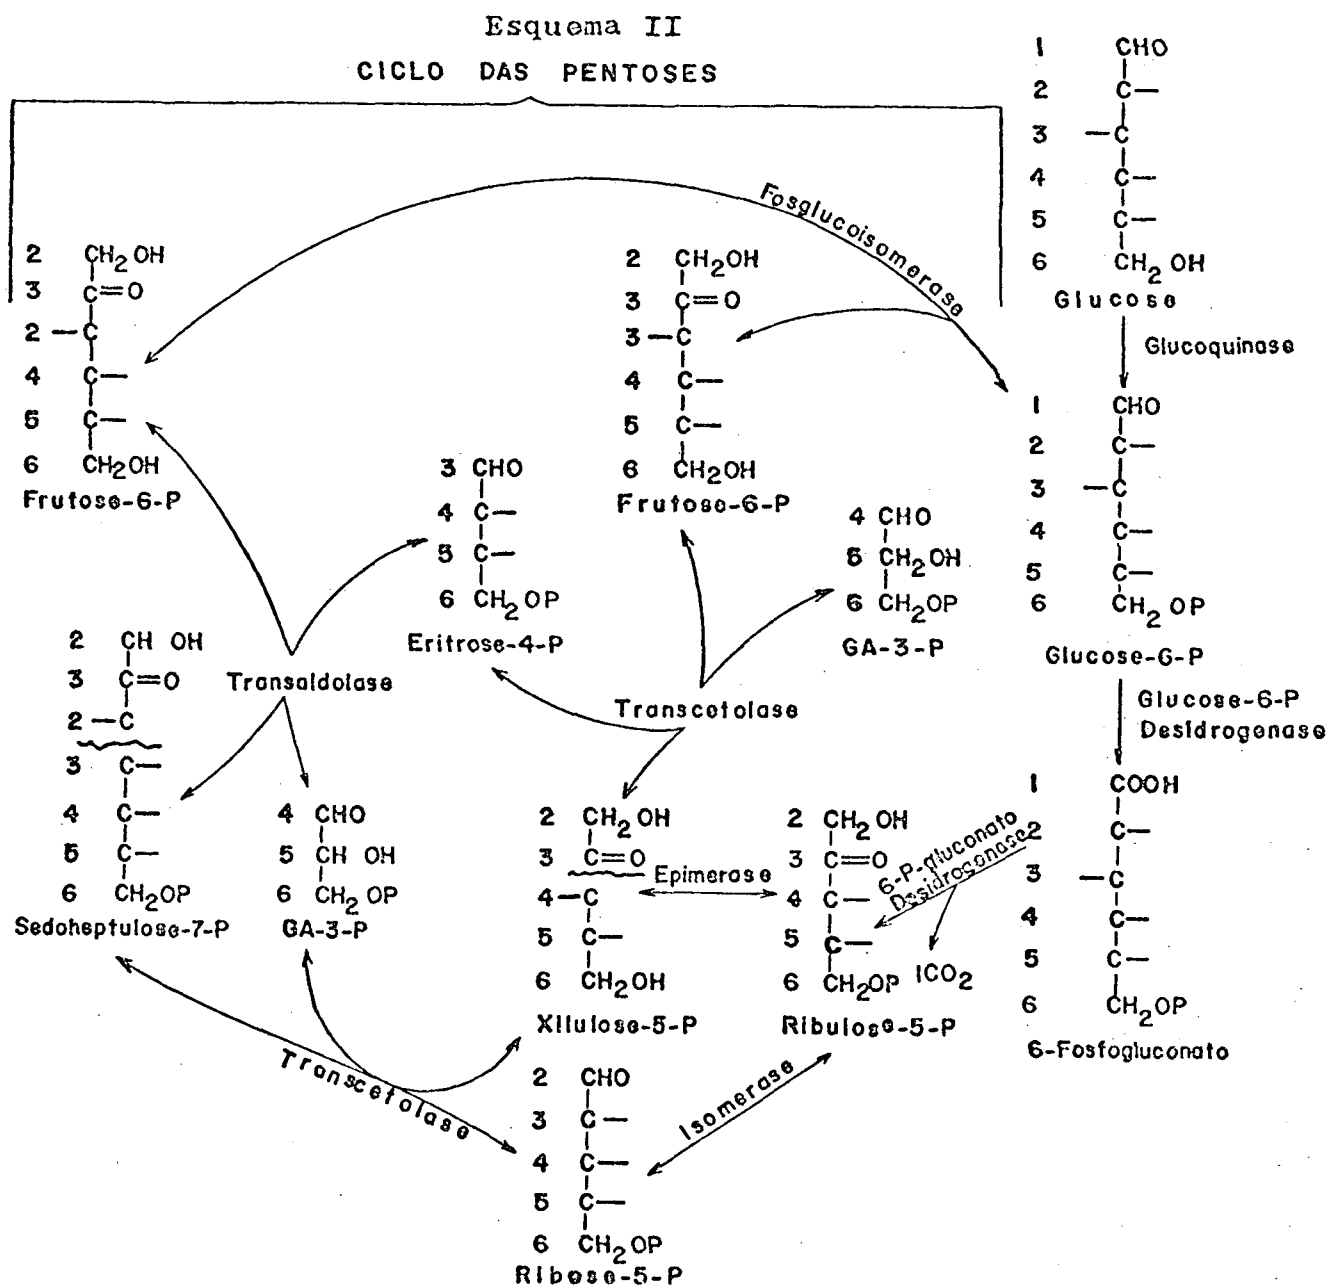 Esquema II
CICLO DAS PENTOSES
1 CHO
2 C—
3 —C
4 C—
5 C—
6 CH2 OH
Glucose
Glucoquinase
Fosglucoisomerase
2 CH2 OH
3 C=O
2 —C
4 C—
5 C—
6 CH2OH
Frutose-6-P
2 CH2OH
3 C=O
3 —C
4 C—
5 C—
6 CH2OH
Frutose-6-P
1 CHO
2 C—
3 —C
4 C—
5 C—
6 CH2 OP
Glucose-6-P
Glucose-6-P
Desidrogenase
3 CHO
4 C—
5 C—
6 CH2 OP
Eritrose-4-P
4 CHO
5 CH2OH
6 CH2OP
GA-3-P
Transaldolase
Transcetolase
2 CH OH
3 C=O
2 —C
3 C—
4 C—
5 C—
6 CH2OP
Sedoheptulose-7-P
4 CHO
5 CH OH
6 CH2 OP
GA-3-P
2 CH2 OH
3 C=O
4 —C
5 C—
6 CH2OH
Xilulose-5-P
Epimerase
2 CH2 OH
3 C=O
4 C—
5 C—
6 CH2OP
Ribulose-5-P
6-P-gluconato
Desidrogenase
1CO2
1 COOH
2 C—
3 —C
4 C—
5 C—
6 CH2OP
6-Fosfogluconato
Transcetolase
Isomerase
2 CHO
3 C—
4 C—
5 C—
6 CH2 OP
Ribose-5-P